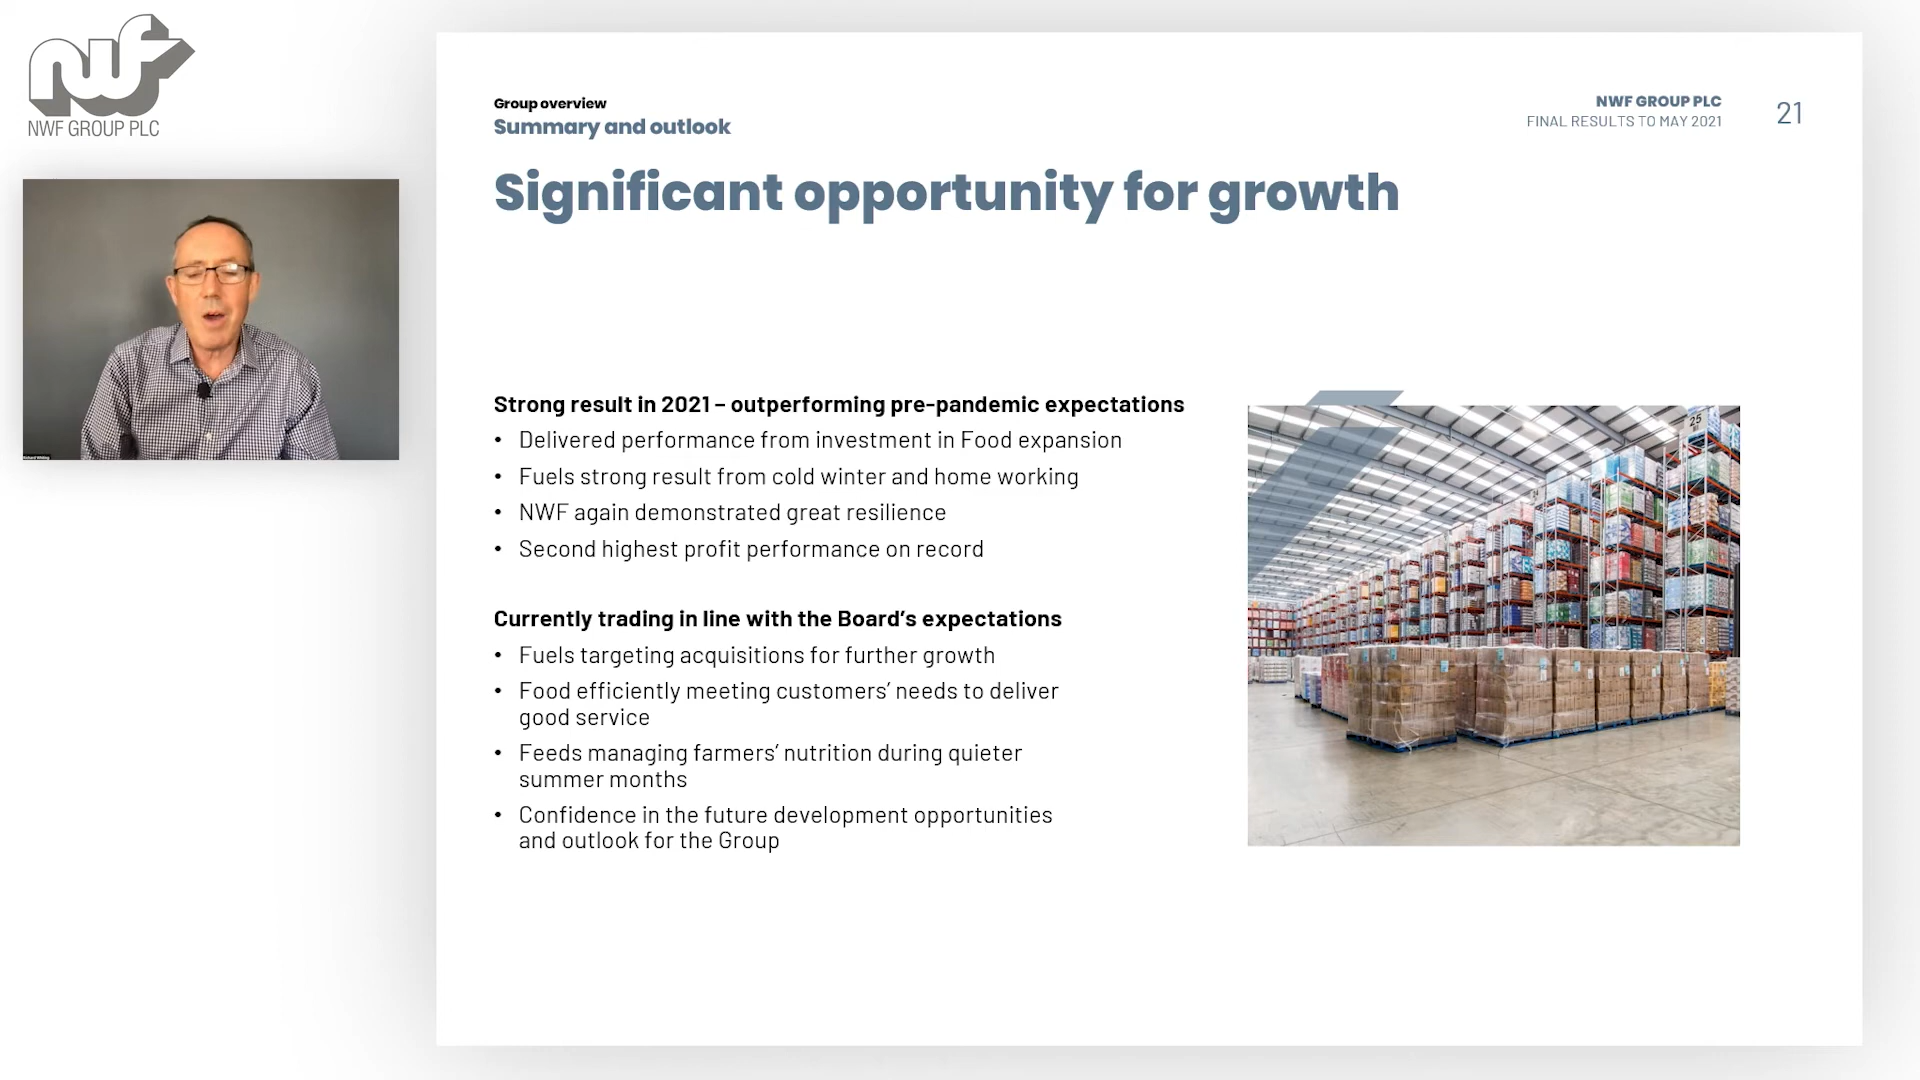 nwf
NWF GROUP PLC
Richard Whiting
Group overview
Summary and outlook
NWF GROUP PLC
FINAL RESULTS TO MAY 2021
21
Significant opportunity for growth
Strong result in 2021 – outperforming pre-pandemic expectations
• Delivered performance from investment in Food expansion
• Fuels strong result from cold winter and home working
• NWF again demonstrated great resilience
• Second highest profit performance on record
Currently trading in line with the Board’s expectations
• Fuels targeting acquisitions for further growth
• Food efficiently meeting customers’ needs to deliver
good service
• Feeds managing farmers’ nutrition during quieter
summer months
• Confidence in the future development opportunities
and outlook for the Group
25